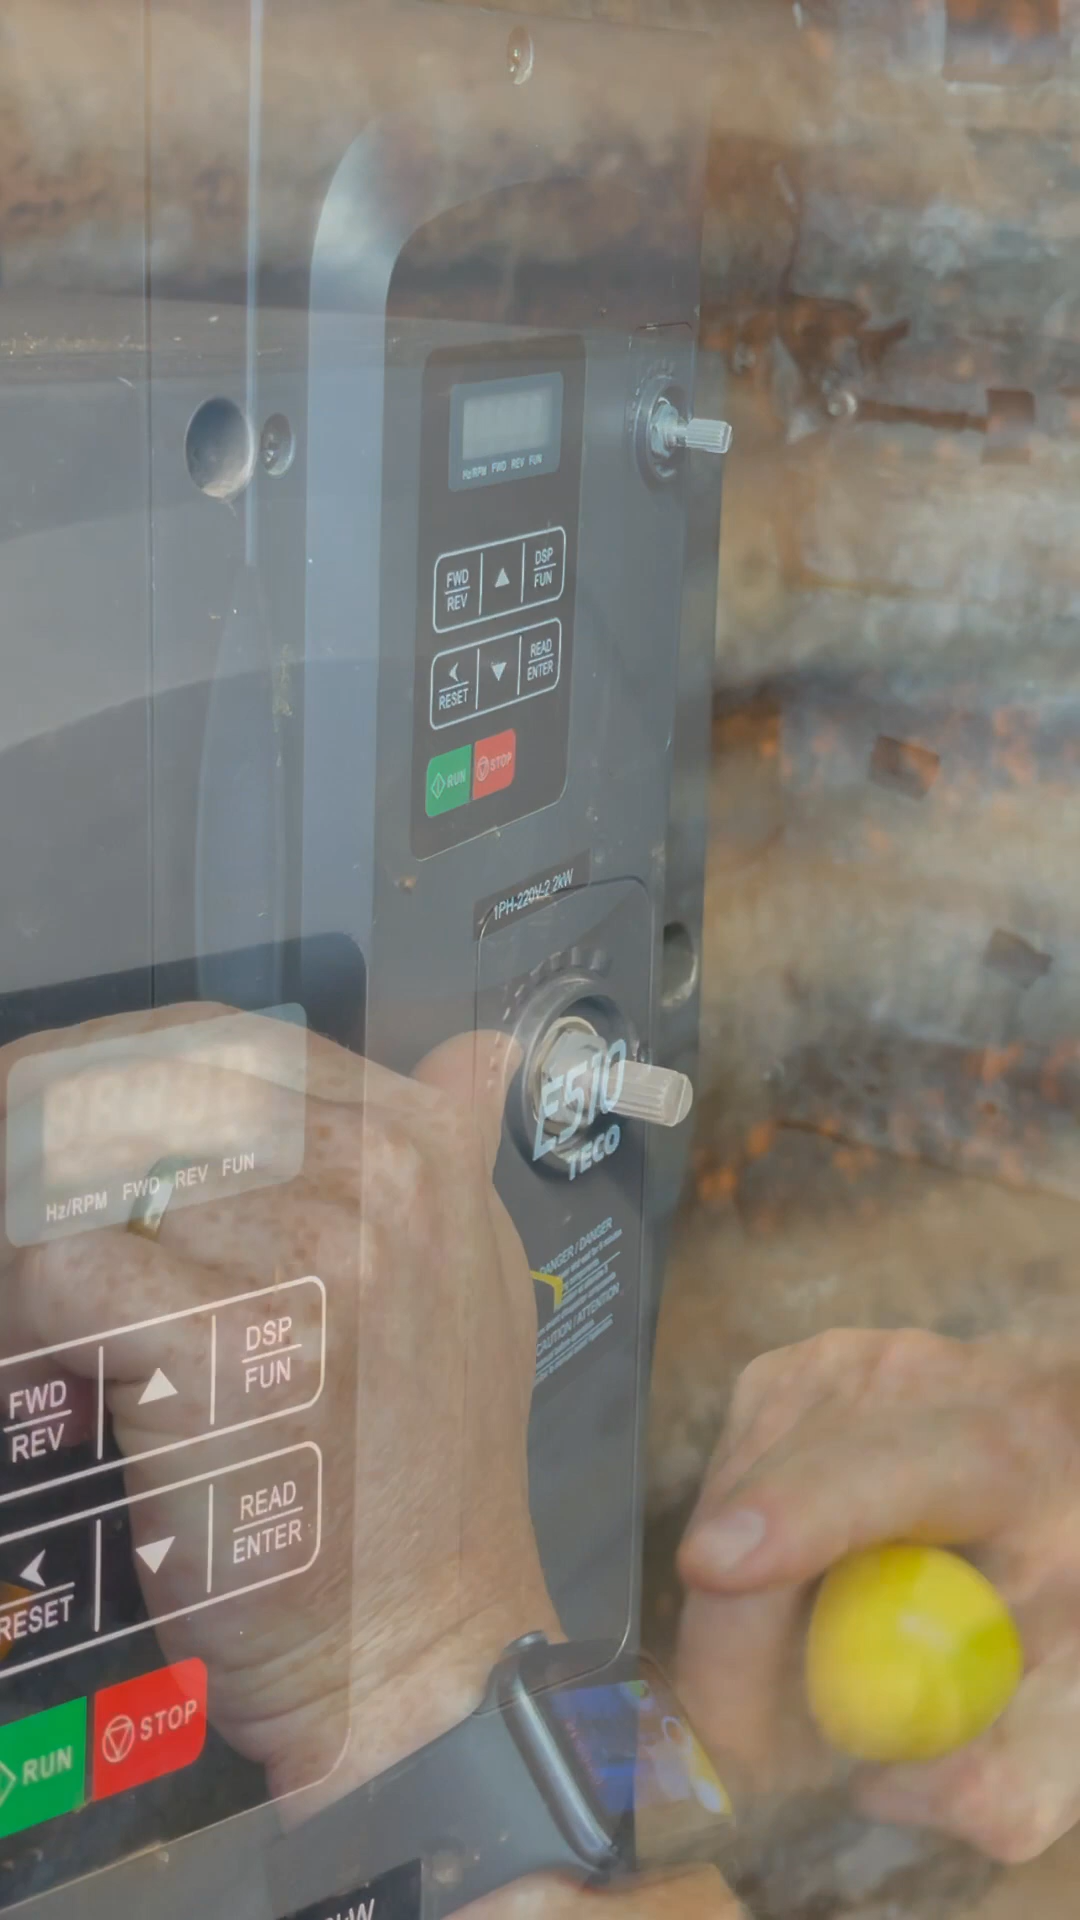 Hz/RPM FWD REV FUN
FWD
REV
DSP
FUN
RESET
READ
ENTER
RUN
STOP
1PH-220V-2.2kW
E510
TECO
DANGER / DANGER
CAUTION / ATTENTION
Hz/RPM FWD REV FUN
FWD
REV
DSP
FUN
RESET
READ
ENTER
RUN
STOP
kW